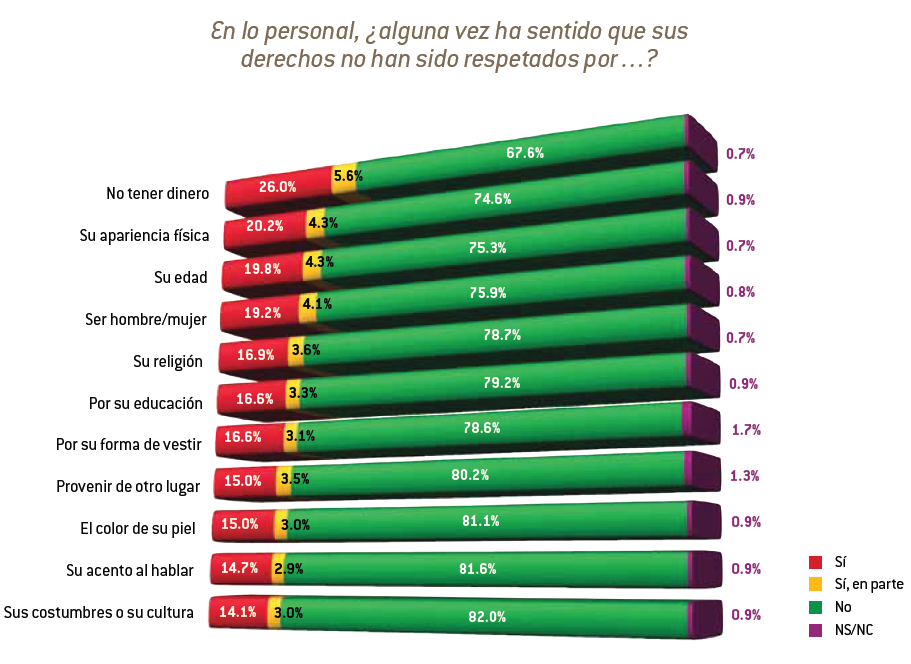 En lo personal, ¿alguna vez ha sentido que sus
derechos no han sido respetados por ...?
No tener dinero 26.0% 5.6% 67.6% 0.7%
Su apariencia física 20.2% 4.3% 74.6% 0.9%
Su edad 19.8% 4.3% 75.3% 0.7%
Ser hombre/mujer 19.2% 4.1% 75.9% 0.8%
Su religión 16.9% 3.6% 78.7% 0.7%
Por su educación 16.6% 3.3% 79.2% 0.9%
Por su forma de vestir 16.6% 3.1% 78.6% 1.7%
Provenir de otro lugar 15.0% 3.5% 80.2% 1.3%
El color de su piel 15.0% 3.0% 81.1% 0.9%
Su acento al hablar 14.7% 2.9% 81.6% 0.9%
Sus costumbres o su cultura 14.1% 3.0% 82.0% 0.9%
Sí
Sí, en parte
No
NS/NC